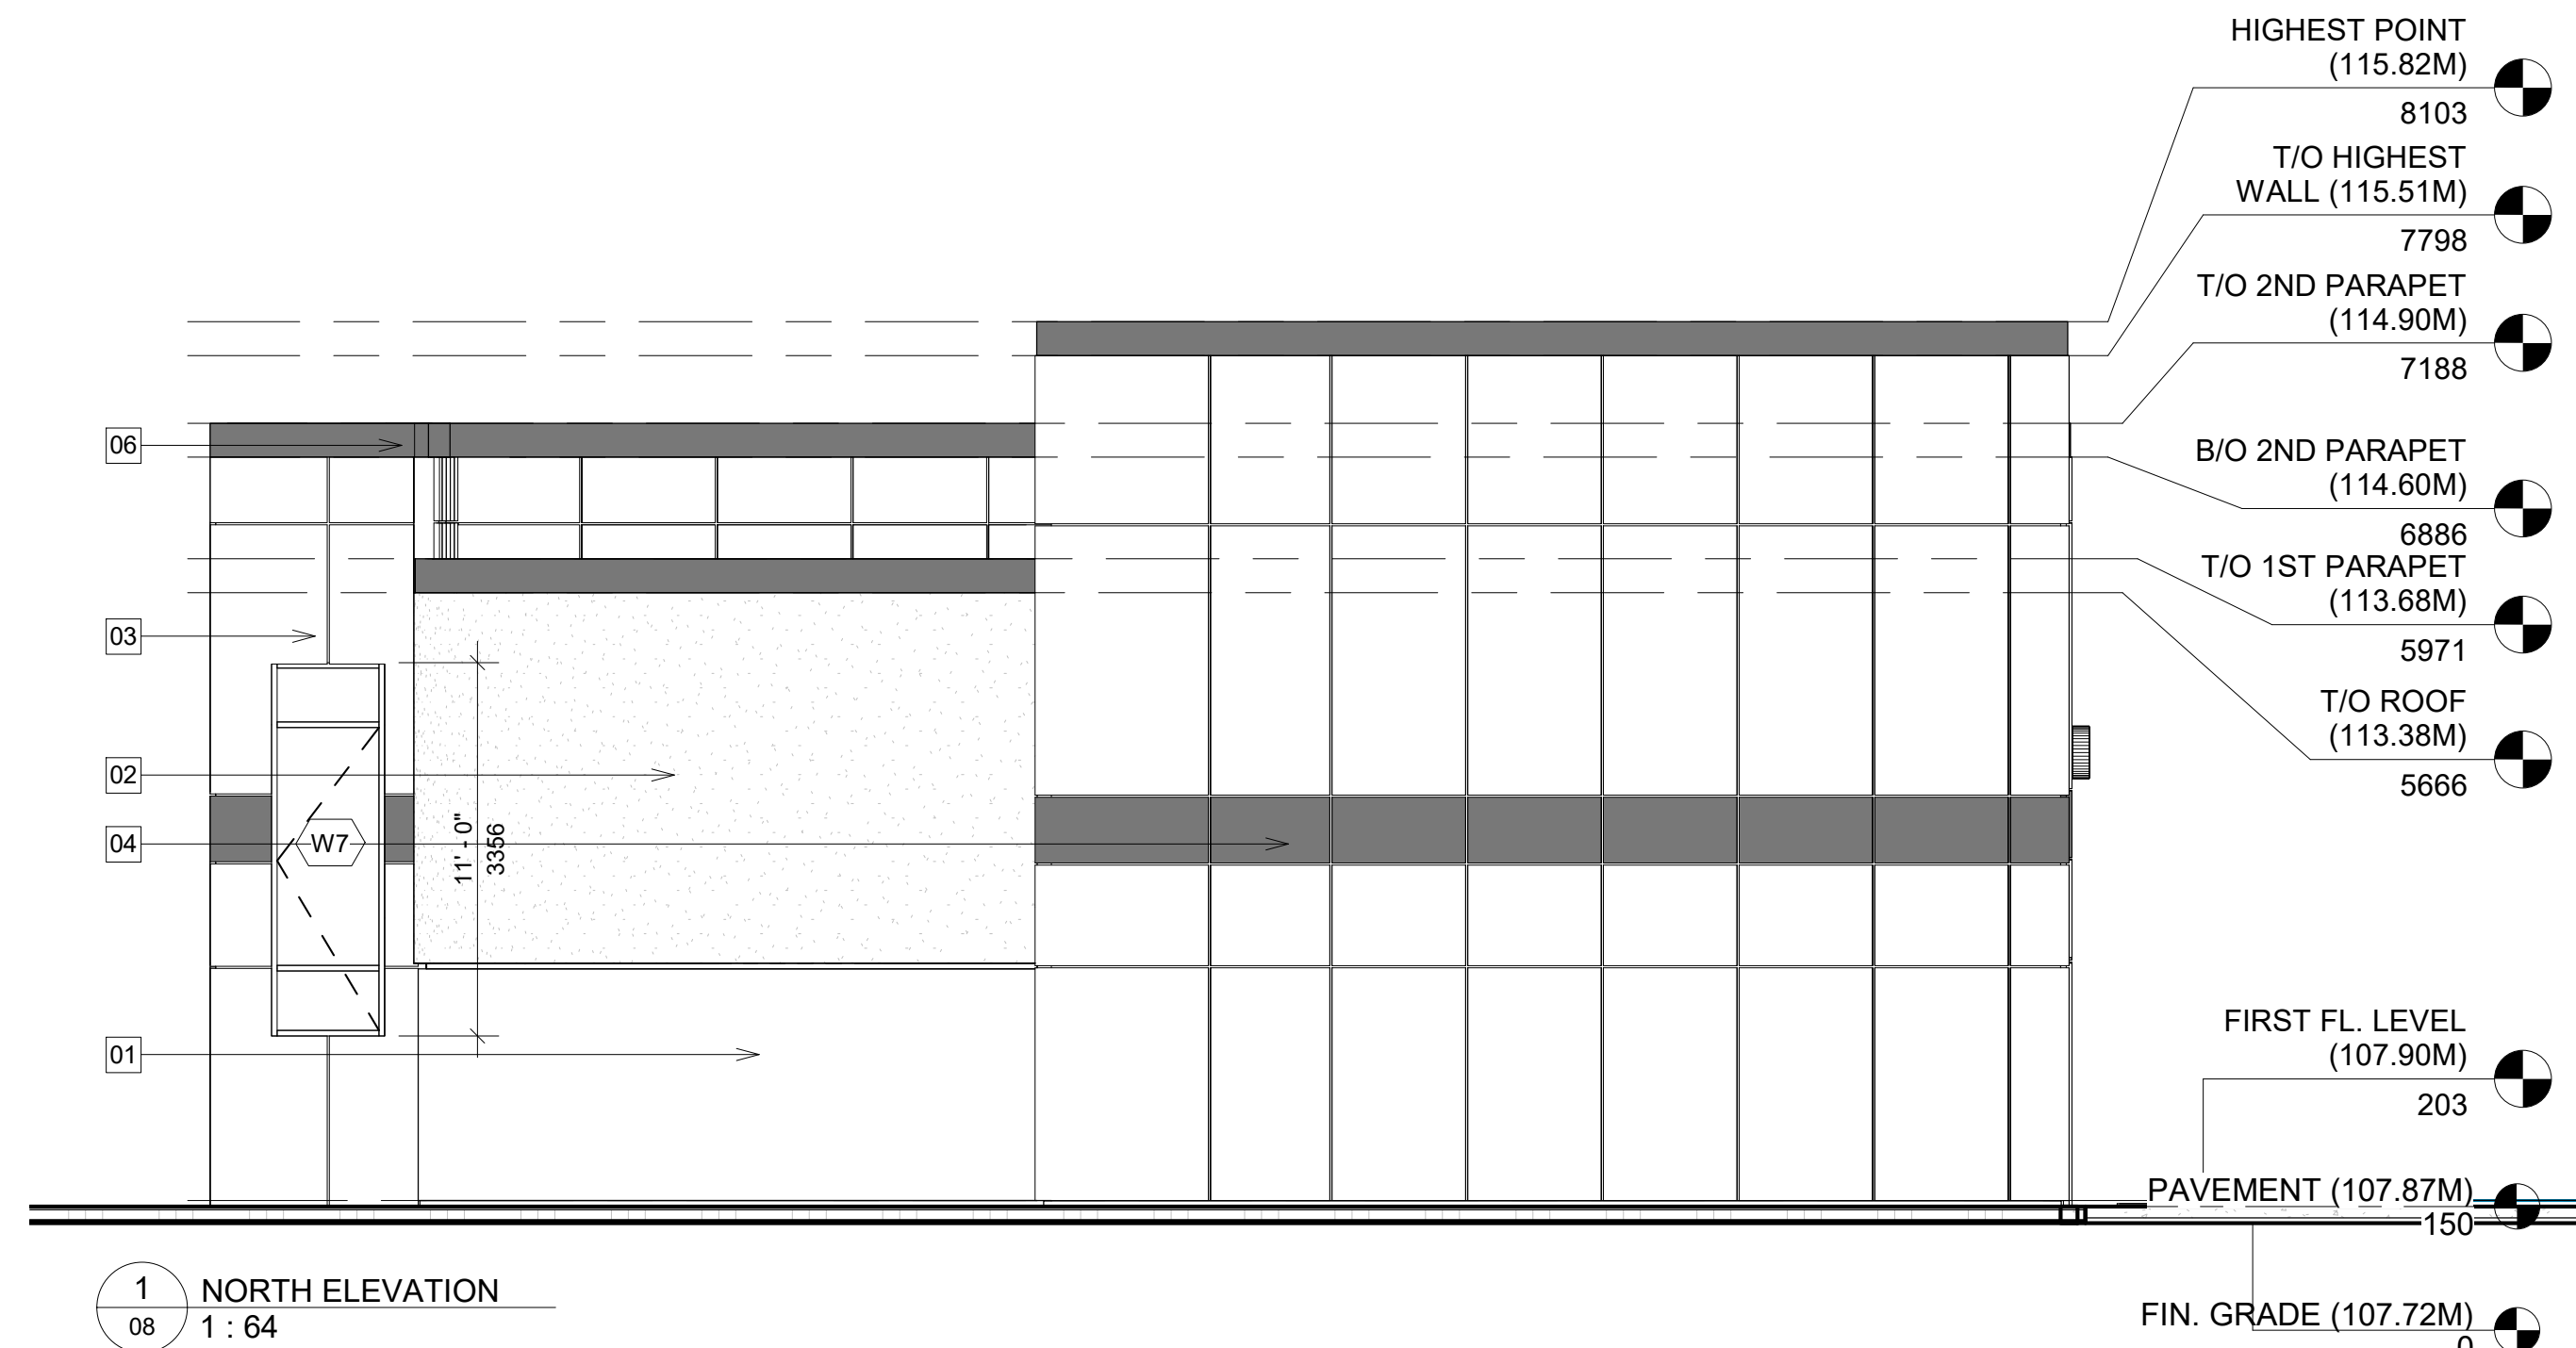 HIGHEST POINT
(115.82M)
8103
T/O HIGHEST
WALL (115.51M)
7798
T/O 2ND PARAPET
(114.90M)
7188
B/O 2ND PARAPET
(114.60M)
6886
T/O 1ST PARAPET
(113.68M)
5971
T/O ROOF
(113.38M)
5666
FIRST FL. LEVEL
(107.90M)
203
PAVEMENT (107.87M)
150
FIN. GRADE (107.72M)
0
06
03
02
04
01
W7
11' - 0"
3356
1
08
NORTH ELEVATION
1 : 64